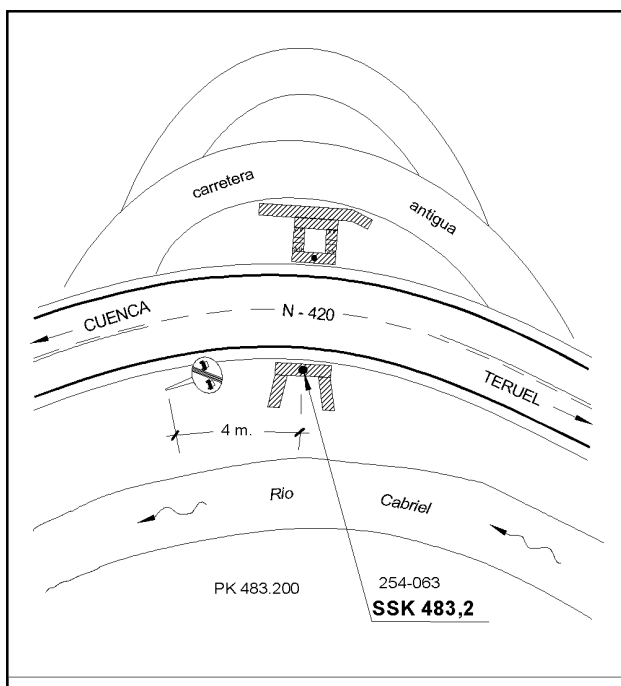 carretera
antigua
CUENCA
N - 420
TERUEL
4 m.
Rio
Cabriel
PK 483.200
254-063
SSK 483,2